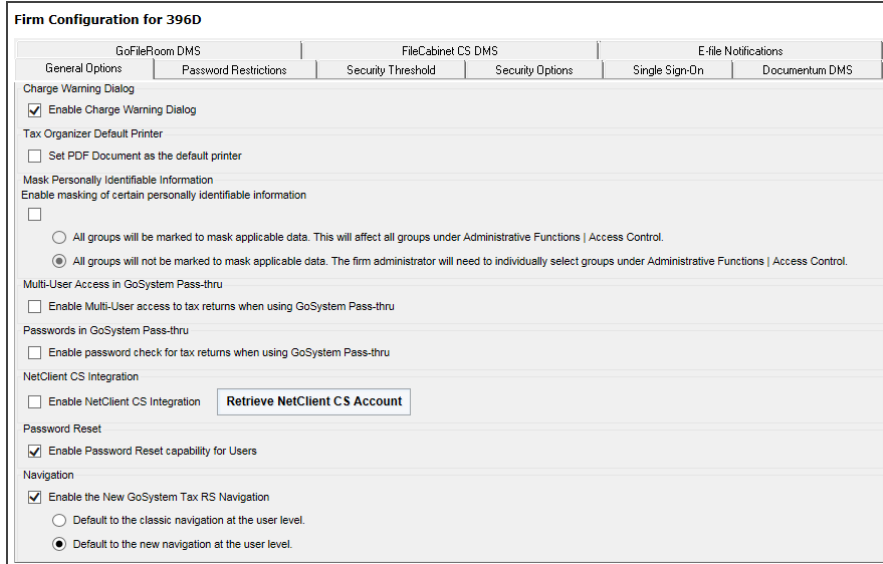 Firm Configuration for 396D
GoFileRoom DMS
FileCabinet CS DMS
E-file Notifications
General Options
Password Restrictions
Security Threshold
Security Options
Single Sign-On
Documentum DMS
Charge Warning Dialog
Enable Charge Warning Dialog
Tax Organizer Default Printer
Set PDF Document as the default printer
Mask Personally Identifiable Information
Enable masking of certain personally identifiable information
All groups will be marked to mask applicable data. This will affect all groups under Administrative Functions | Access Control.
All groups will not be marked to mask applicable data. The firm administrator will need to individually select groups under Administrative Functions | Access Control.
Multi-User Access in GoSystem Pass-thru
Enable Multi-User access to tax returns when using GoSystem Pass-thru
Passwords in GoSystem Pass-thru
Enable password check for tax returns when using GoSystem Pass-thru
NetClient CS Integration
Enable NetClient CS Integration Retrieve NetClient CS Account
Password Reset
Enable Password Reset capability for Users
Navigation
Enable the New GoSystem Tax RS Navigation
Default to the classic navigation at the user level.
Default to the new navigation at the user level.